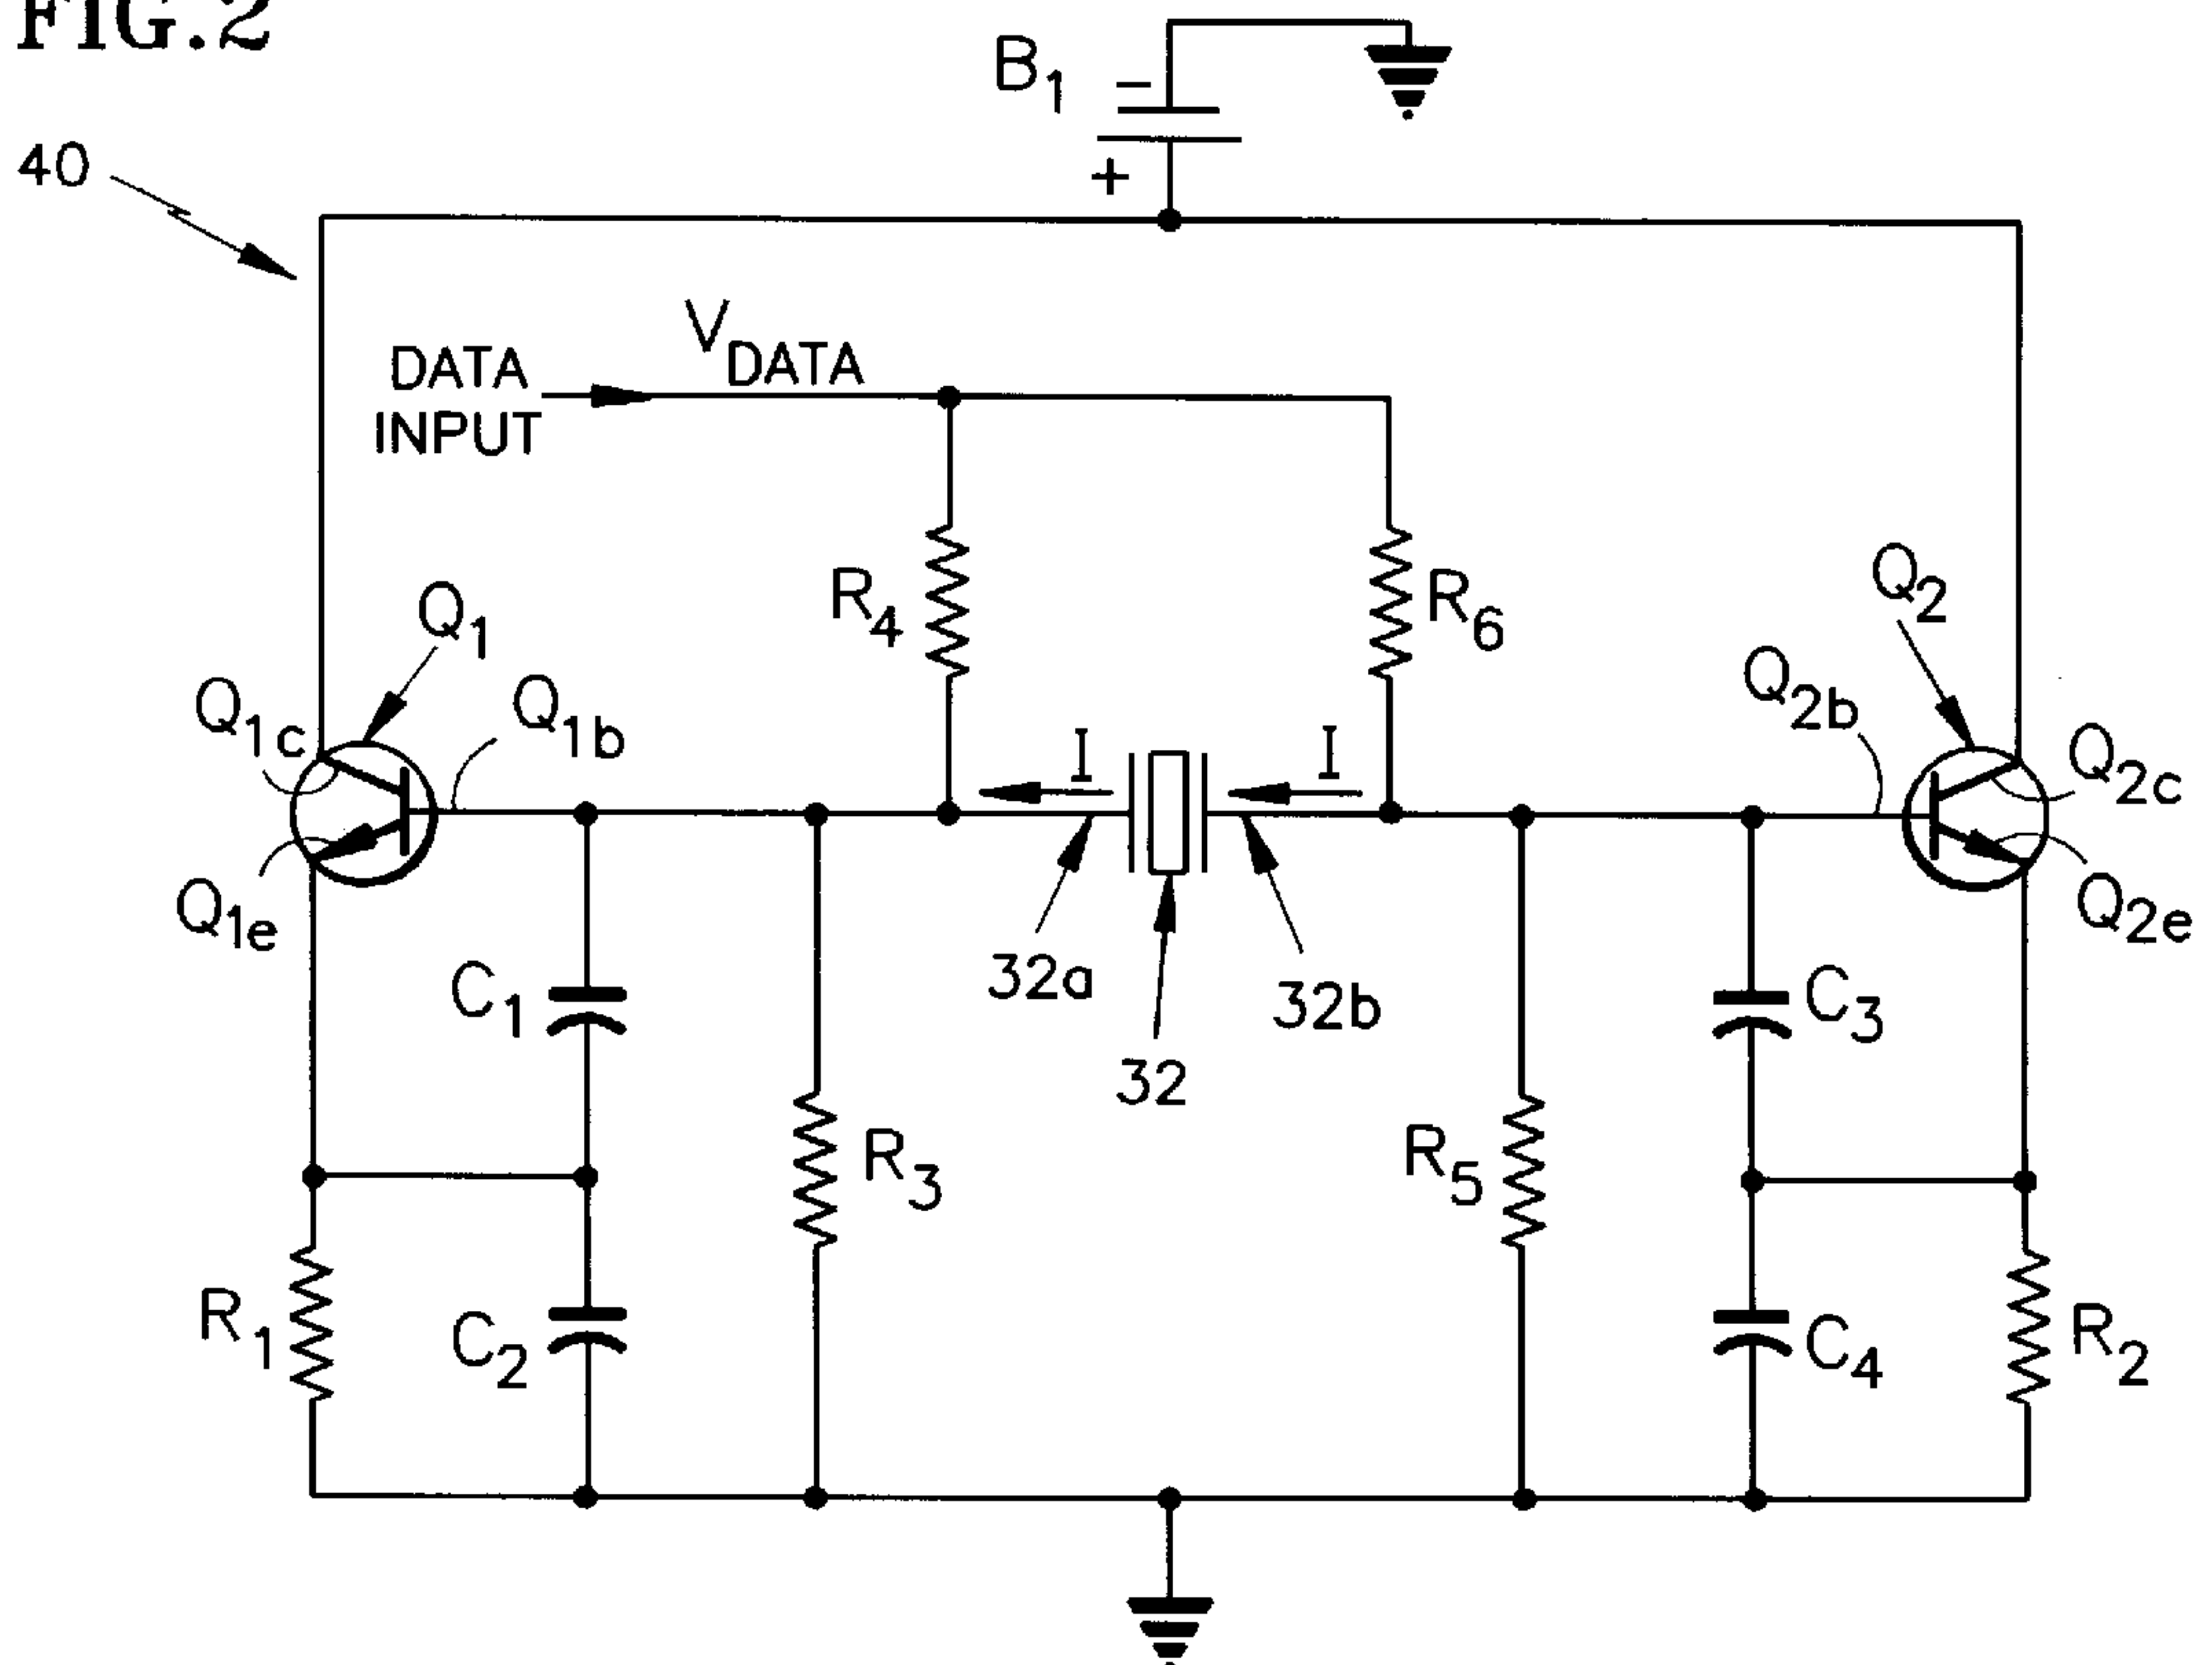 FIG.2
B1
−
+
40
VDATA
DATA
INPUT
R4
R6
Q1
Q2
Q1c
Q1b
Q2b
Q2c
I
I
Q1e
Q2e
32a
32b
32
C1
C3
R3
R5
R1
C2
C4
R2